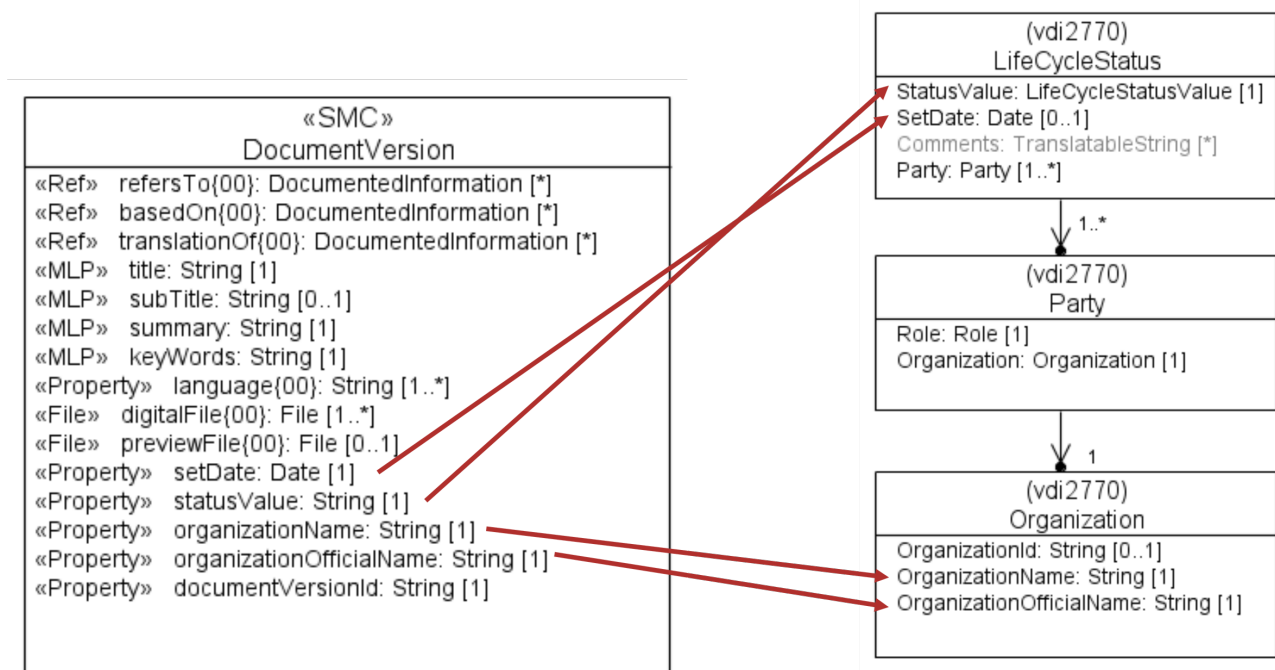 «SMC»
DocumentVersion
«Ref» refersTo{00}: DocumentedInformation [*]
«Ref» basedOn{00}: DocumentedInformation [*]
«Ref» translationOf{00}: DocumentedInformation [*]
«MLP» title: String [1]
«MLP» subTitle: String [0..1]
«MLP» summary: String [1]
«MLP» keyWords: String [1]
«Property» language{00}: String [1..*]
«File» digitalFile{00}: File [1..*]
«File» previewFile{00}: File [0..1]
«Property» setDate: Date [1]
«Property» statusValue: String [1]
«Property» organizationName: String [1]
«Property» organizationOfficialName: String [1]
«Property» documentVersionId: String [1]
(vdi2770)
LifeCycleStatus
StatusValue: LifeCycleStatusValue [1]
SetDate: Date [0..1]
Comments: TranslatableString [*]
Party: Party [1..*]
1..*
(vdi2770)
Party
Role: Role [1]
Organization: Organization [1]
1
(vdi2770)
Organization
OrganizationId: String [0..1]
OrganizationName: String [1]
OrganizationOfficialName: String [1]